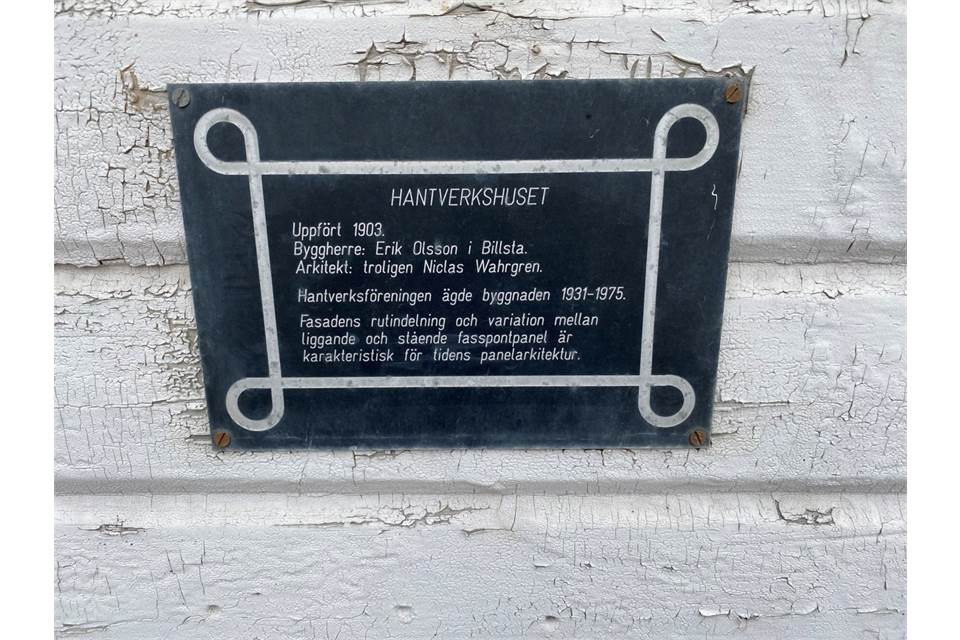 HANTVERKSHUSET
Uppfört 1903.
Byggherre: Erik Olsson i Billsta.
Arkitekt: troligen Niclas Wahrgren.
Hantverksföreningen ägde byggnaden 1931-1975.
Fasadens rutindelning och variation mellan
liggande och stående fasspontpanel är
karakteristisk för tidens panelarkitektur.